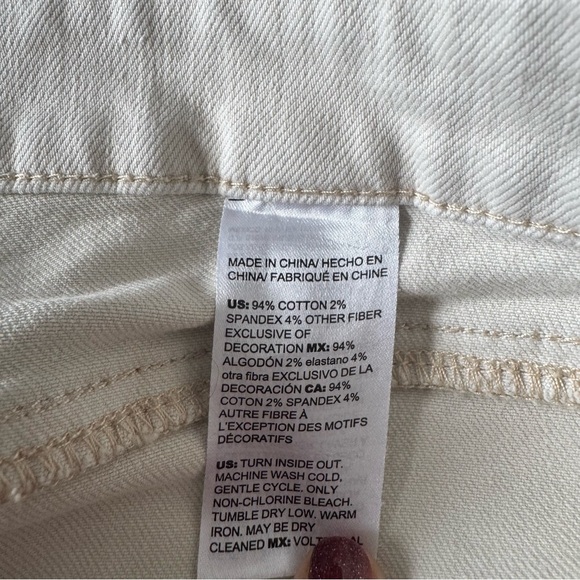 MADE IN CHINA/ HECHO EN
CHINA/ FABRIQUÉ EN CHINE
US: 94% COTTON 2%
SPANDEX 4% OTHER FIBER
EXCLUSIVE OF
DECORATION MX: 94%
ALGODÓN 2% elastano 4%
otra fibra EXCLUSIVO DE LA
DECORACIÓN CA: 94%
COTON 2% SPANDEX 4%
AUTRE FIBRE À
L'EXCEPTION DES MOTIFS
DÉCORATIFS
US: TURN INSIDE OUT.
MACHINE WASH COLD,
GENTLE CYCLE. ONLY
NON-CHLORINE BLEACH.
TUMBLE DRY LOW. WARM
IRON. MAY BE DRY
CLEANED MX: